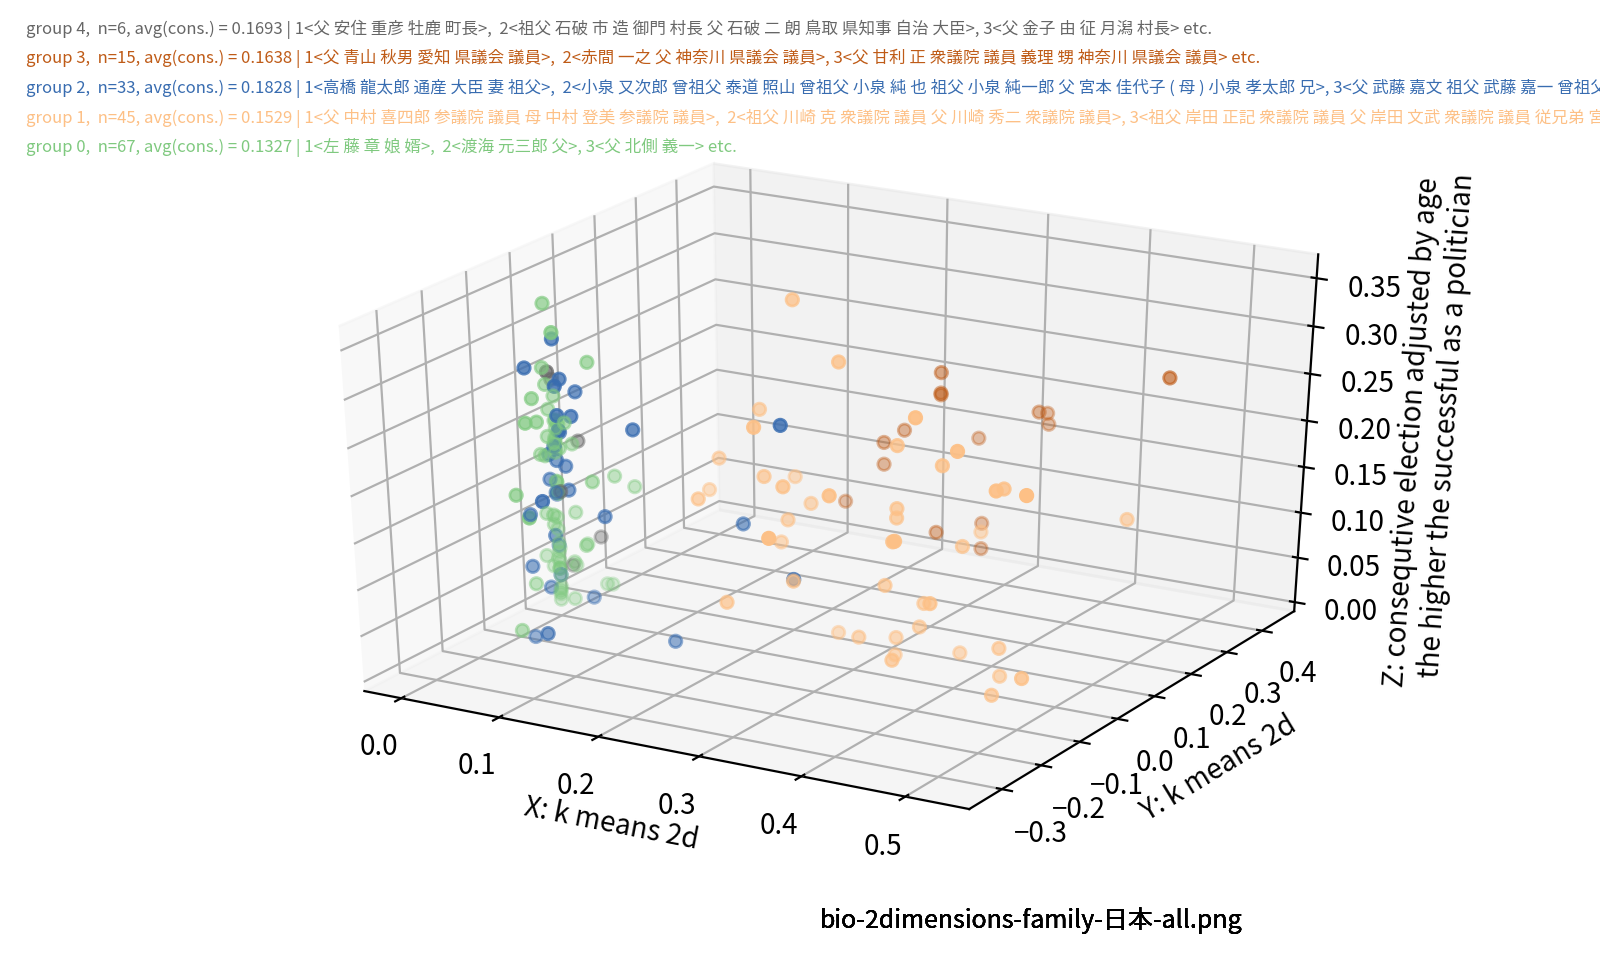 group 4,  n=6, avg(cons.) = 0.1693 | 1<父 安住 重彦 牡鹿 町長>,  2<祖父 石破 市 造 御門 村長 父 石破 二 朗 鳥取 県知事 自治 大臣>, 3<父 金子 由 征 月潟 村長> etc.
group 3,  n=15, avg(cons.) = 0.1638 | 1<父 青山 秋男 愛知 県議会 議員>,  2<赤間 一之 父 神奈川 県議会 議員>, 3<父 甘利 正 衆議院 議員 義理 甥 神奈川 県議会 議員> etc.
group 2,  n=33, avg(cons.) = 0.1828 | 1<高橋 龍太郎 通産 大臣 妻 祖父>,  2<小泉 又次郎 曾祖父 泰道 照山 曾祖父 小泉 純 也 祖父 小泉 純一郎 父 宮本 佳代子 ( 母 ) 小泉 孝太郎 兄>, 3<父 武藤 嘉文 祖父 武藤 嘉一 曾祖父
group 1,  n=45, avg(cons.) = 0.1529 | 1<父 中村 喜四郎 参議院 議員 母 中村 登美 参議院 議員>,  2<祖父 川崎 克 衆議院 議員 父 川崎 秀二 衆議院 議員>, 3<祖父 岸田 正記 衆議院 議員 父 岸田 文武 衆議院 議員 従兄弟 宮
group 0,  n=67, avg(cons.) = 0.1327 | 1<左 藤 章 娘 婿>,  2<渡海 元三郎 父>, 3<父 北側 義一> etc.
0.35
0.30
0.25
0.20
0.15
0.10
0.05
0.00
Z: consequtive election adjusted by age
the higher the successful as a politician
0.4
0.3
0.2
0.1
0.0
−0.1
−0.2
−0.3
Y: k means 2d
0.0
0.1
0.2
0.3
0.4
0.5
X: k means 2d
bio-2dimensions-family-日本-all.png